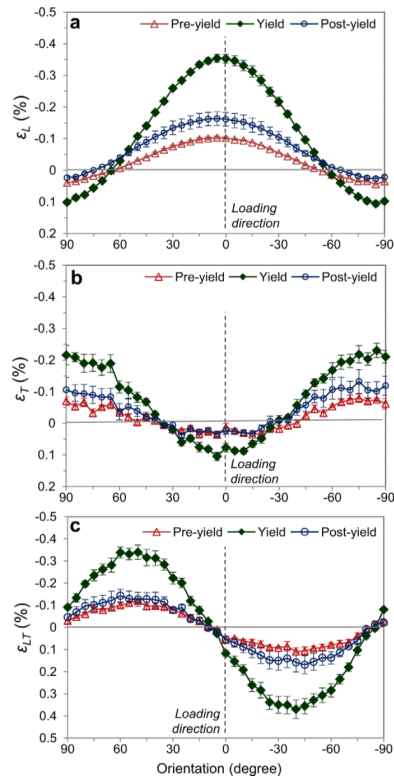 a
Pre-yield Yield Post-yield
-0.5
-0.4
-0.3
-0.2
-0.1
0
0.1
0.2
εL (%)
Loading
direction
90 60 30 0 -30 -60 -90
b
Pre-yield Yield Post-yield
-0.5
-0.4
-0.3
-0.2
-0.1
0
0.1
0.2
εT (%)
Loading
direction
90 60 30 0 -30 -60 -90
c
Pre-yield Yield Post-yield
-0.5
-0.4
-0.3
-0.2
-0.1
0
0.1
0.2
0.3
0.4
0.5
εLT (%)
Loading
direction
90 60 30 0 -30 -60 -90
Orientation (degree)